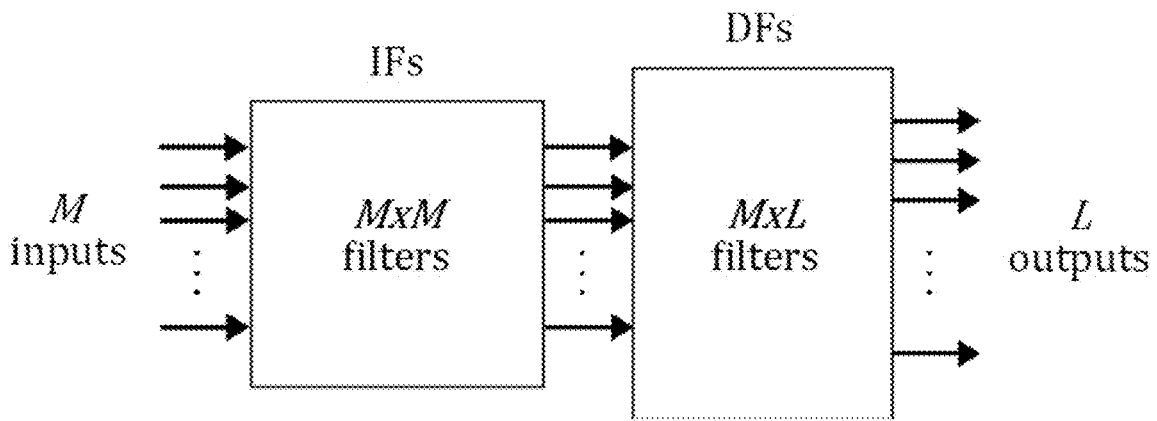 IFs
DFs
M
inputs
MxM
filters
MxL
filters
L
outputs